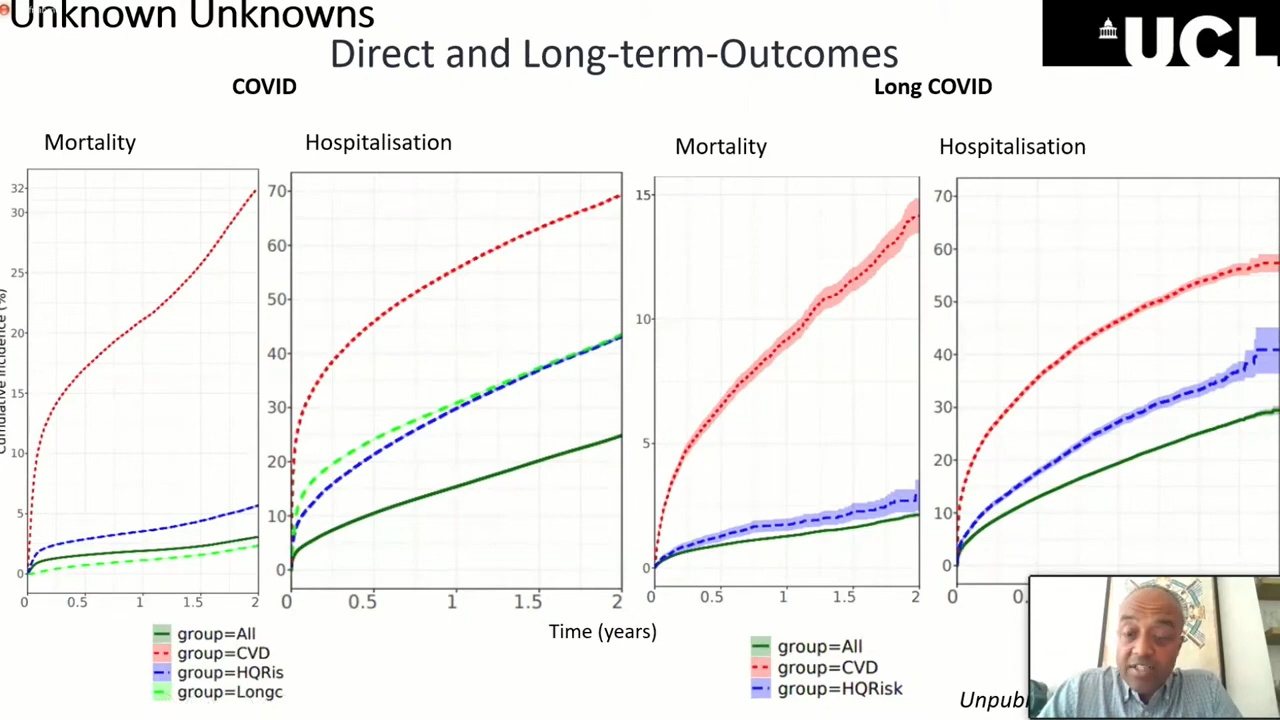 Unknown Unknowns
UCL
Direct and Long-term-Outcomes
COVID
Long COVID
Mortality
Hospitalisation
Mortality
Hospitalisation
32
30
25
20
15
10
5
0
0
0.5
1
1.5
2
70
60
50
40
30
20
10
0
0
0.5
1
1.5
2
15
10
5
0
0
0.5
1
1.5
2
70
60
50
40
30
20
10
0
0
Time (years)
group=All
group=CVD
group=HQRis
group=Longc
group=All
group=CVD
group=HQRisk